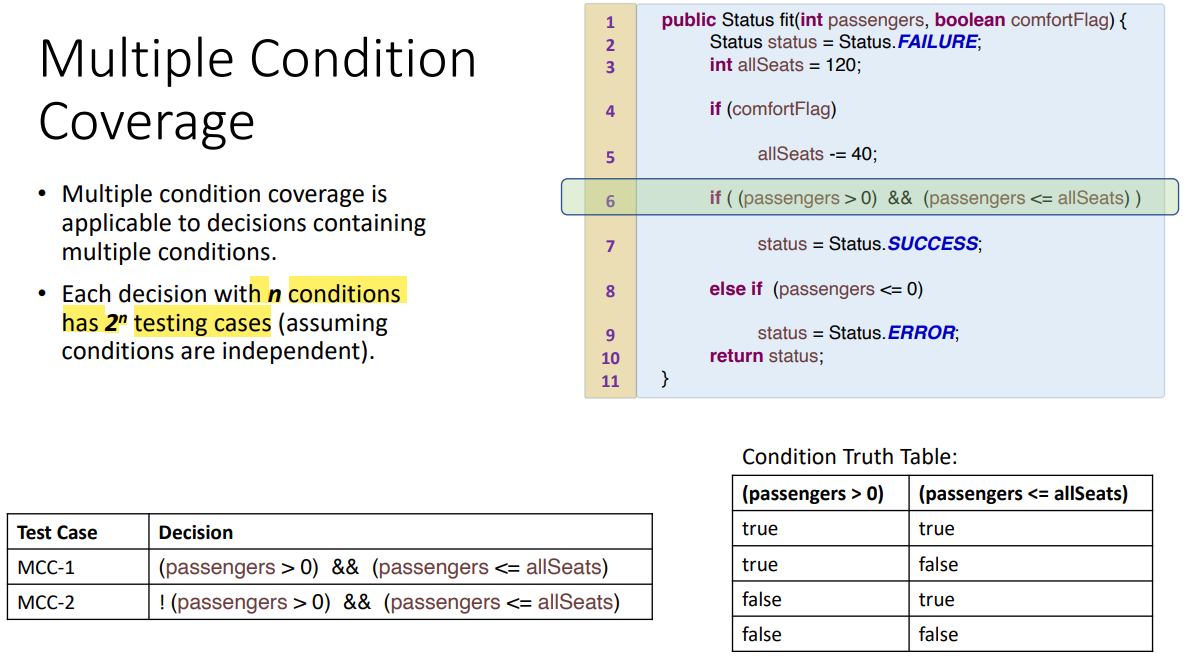 Multiple Condition
Coverage
• Multiple condition coverage is
applicable to decisions containing
multiple conditions.
• Each decision with n conditions
has 2ⁿ testing cases (assuming
conditions are independent).
1 public Status fit(int passengers, boolean comfortFlag) {
2 Status status = Status.FAILURE;
3 int allSeats = 120;
4 if (comfortFlag)
5 allSeats -= 40;
6 if ( (passengers > 0) && (passengers <= allSeats) )
7 status = Status.SUCCESS;
8 else if (passengers <= 0)
9 status = Status.ERROR;
10 return status;
11 }
Test Case Decision
MCC-1 (passengers > 0) && (passengers <= allSeats)
MCC-2 ! (passengers > 0) && (passengers <= allSeats)
Condition Truth Table:
(passengers > 0) (passengers <= allSeats)
true true
true false
false true
false false